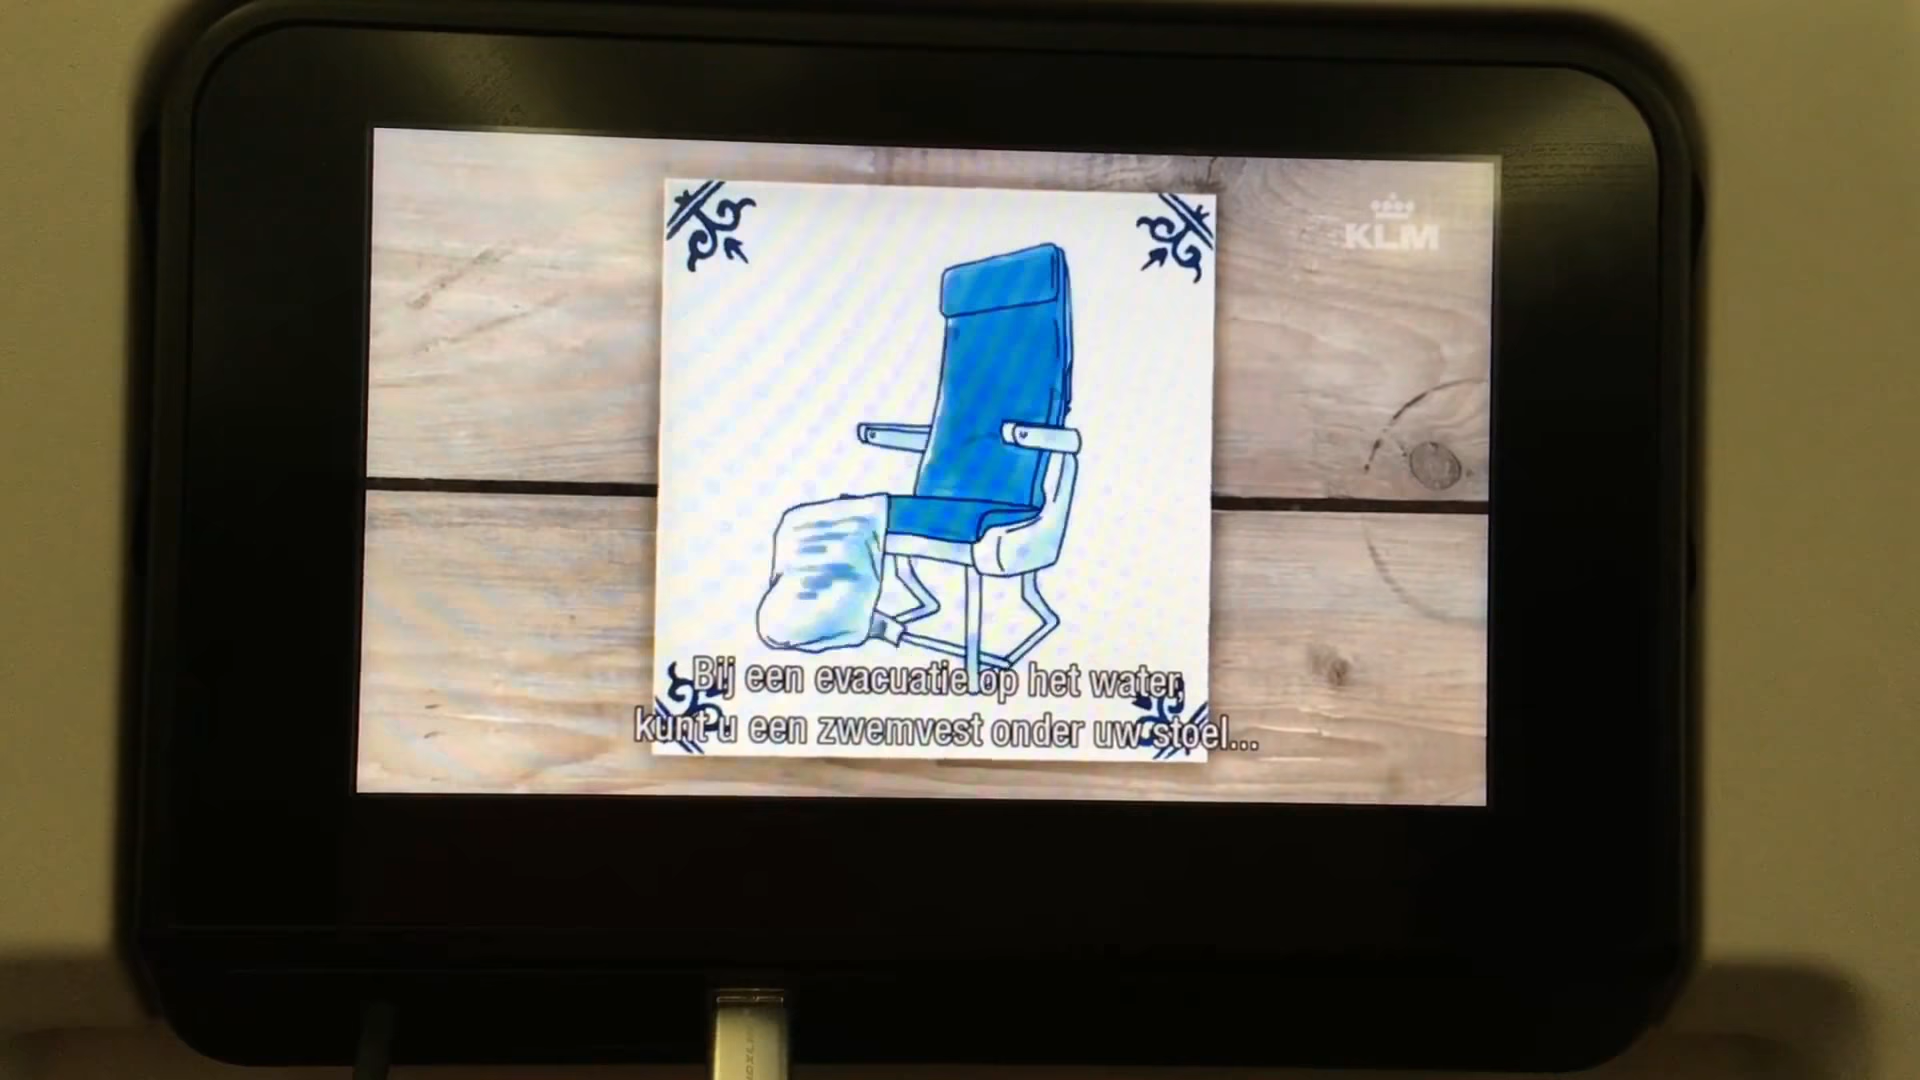 KLM
Bij een evacuatie op het water,
kunt u een zwemvest onder uw stoel...